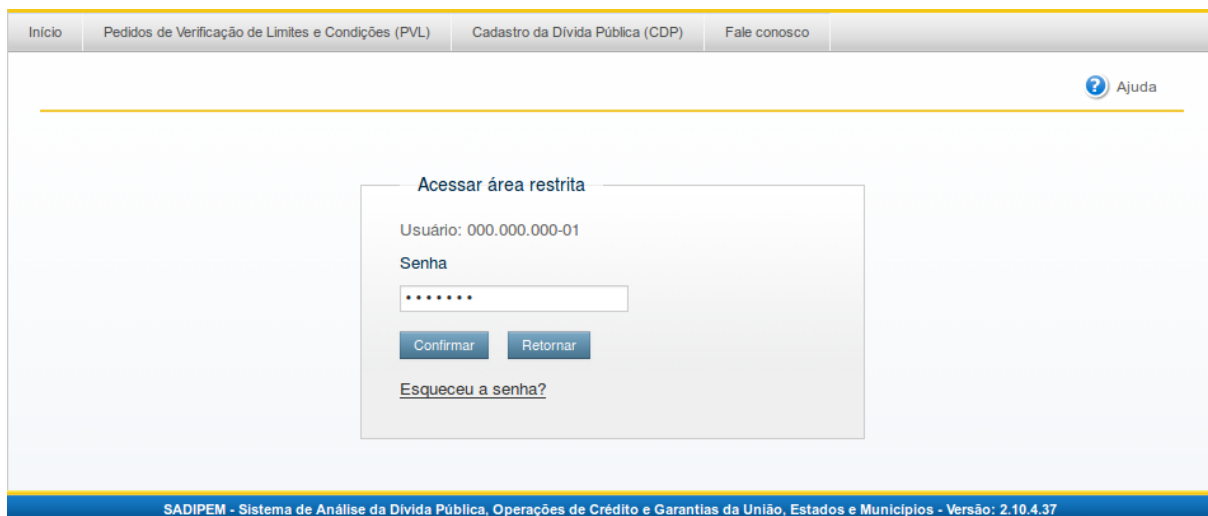 Início Pedidos de Verificação de Limites e Condições (PVL) Cadastro da Dívida Pública (CDP) Fale conosco
? Ajuda
Acessar área restrita
Usuário: 000.000.000-01
Senha
•••••••
Confirmar Retornar
Esqueceu a senha?
SADIPEM - Sistema de Análise da Dívida Pública, Operações de Crédito e Garantias da União, Estados e Municípios - Versão: 2.10.4.37